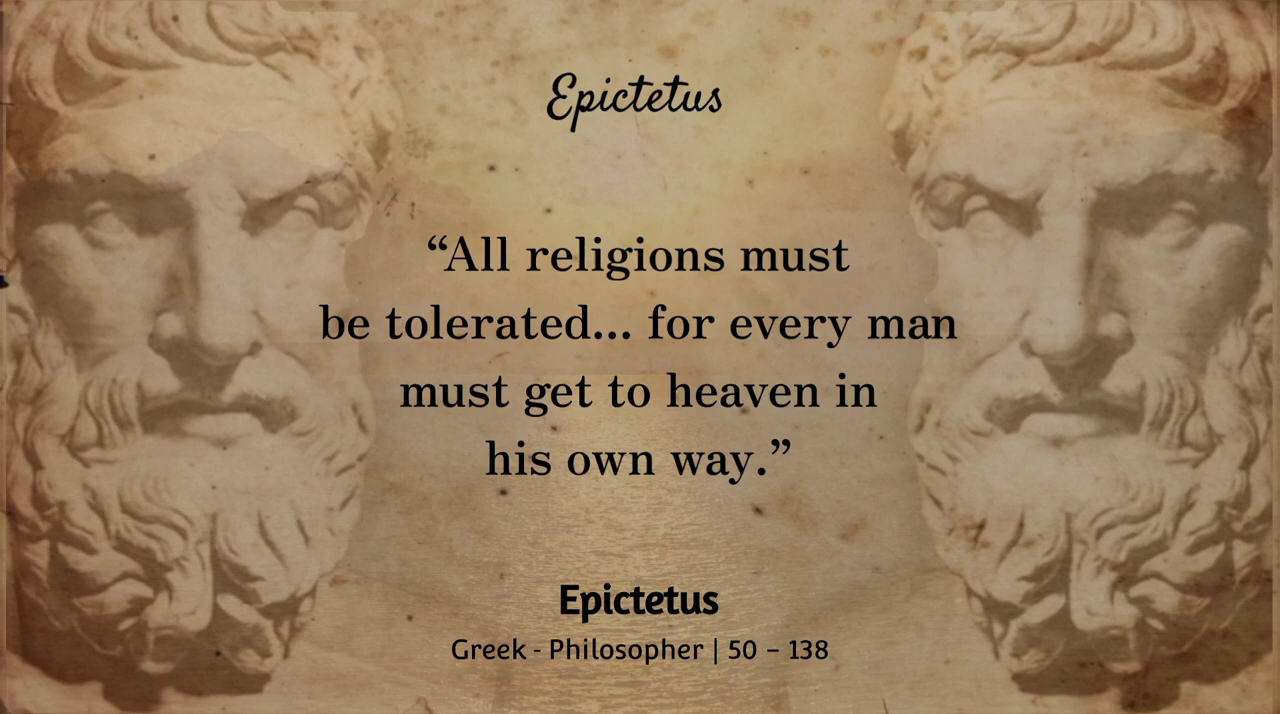 Epictetus
“All religions must
be tolerated... for every man
must get to heaven in
his own way.”
Epictetus
Greek - Philosopher | 50 – 138